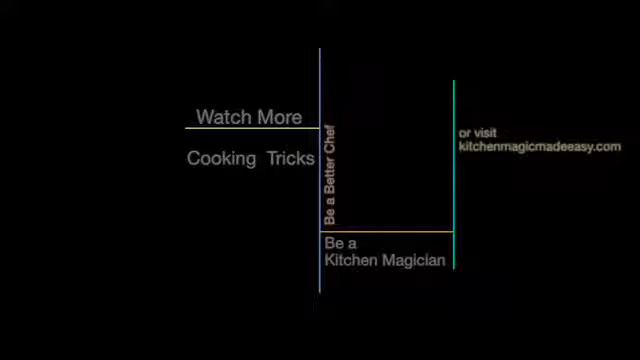 Watch More
Cooking Tricks
Be a Better Chef
Be a
Kitchen Magician
or visit
kitchenmagicmadeeasy.com